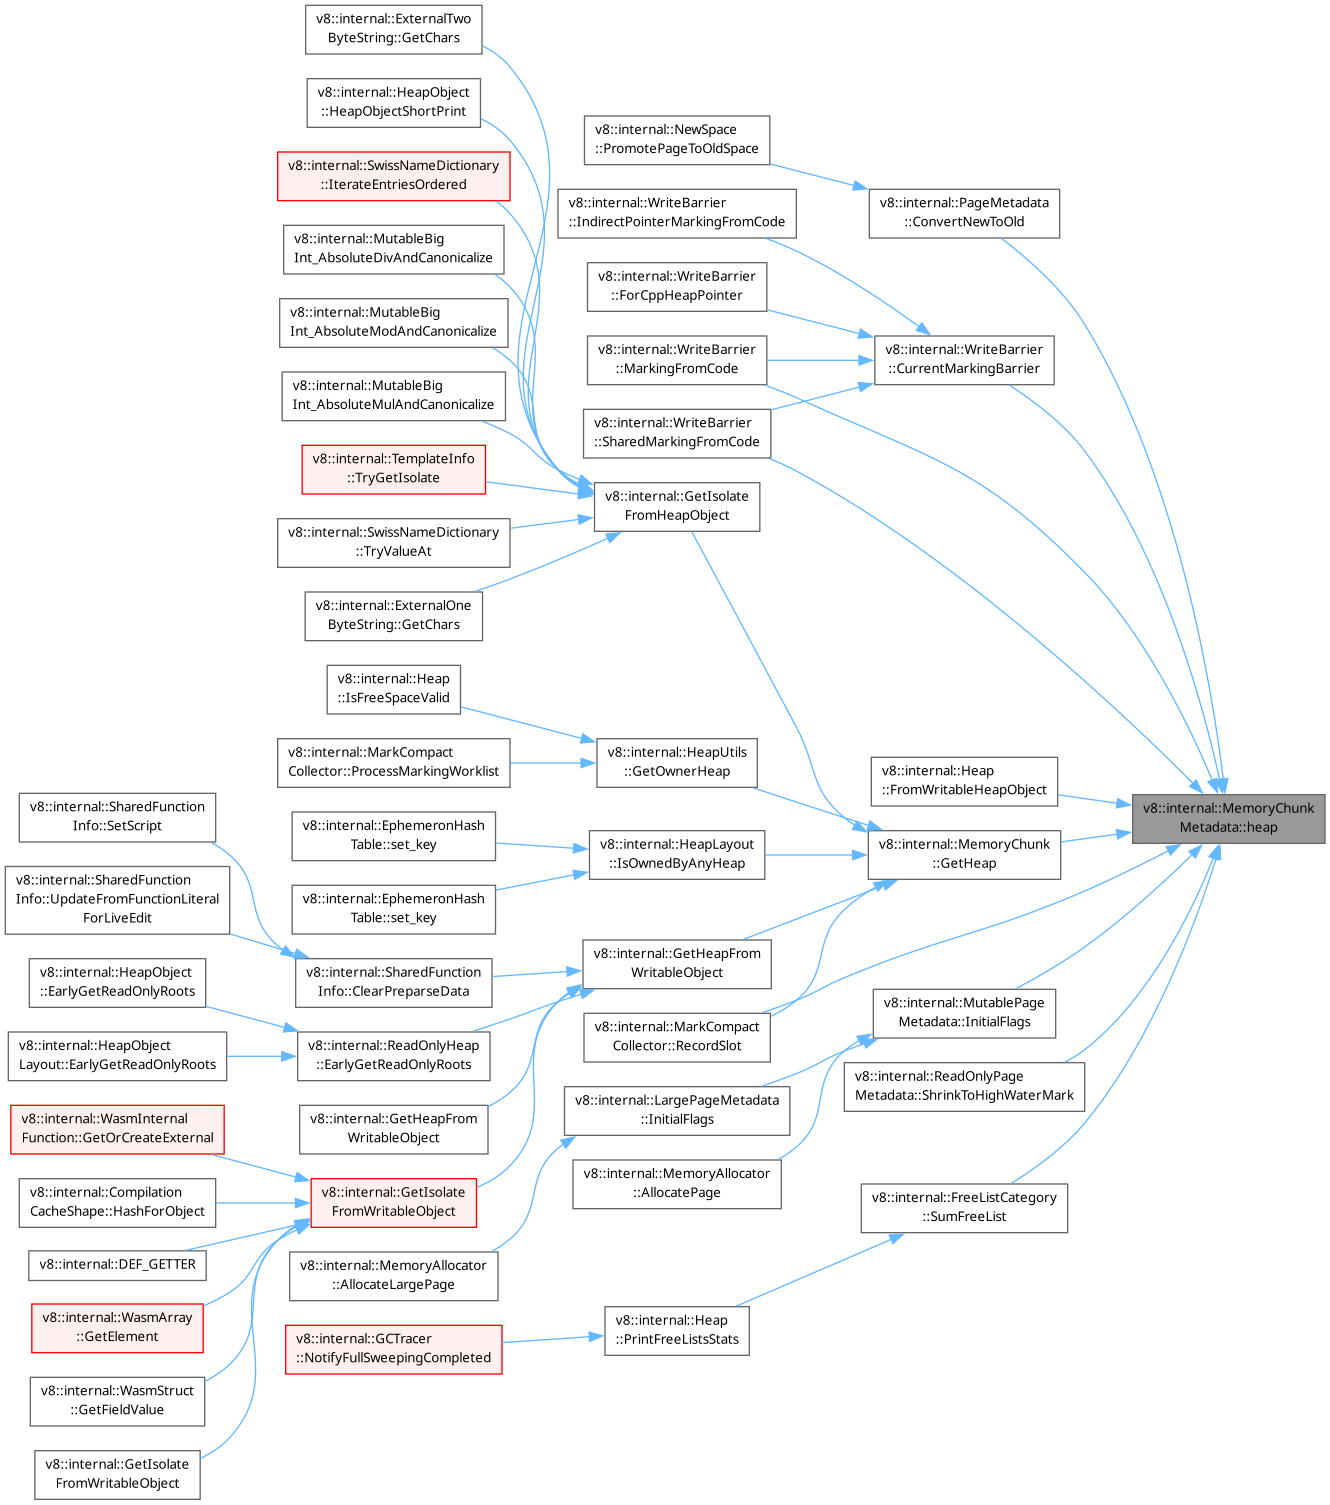 v8::internal::ExternalTwo
ByteString::GetChars
v8::internal::HeapObject
::HeapObjectShortPrint
v8::internal::SwissNameDictionary
::IterateEntriesOrdered
v8::internal::MutableBig
Int_AbsoluteDivAndCanonicalize
v8::internal::MutableBig
Int_AbsoluteModAndCanonicalize
v8::internal::MutableBig
Int_AbsoluteMulAndCanonicalize
v8::internal::TemplateInfo
::TryGetIsolate
v8::internal::SwissNameDictionary
::TryValueAt
v8::internal::ExternalOne
ByteString::GetChars
v8::internal::NewSpace
::PromotePageToOldSpace
v8::internal::WriteBarrier
::IndirectPointerMarkingFromCode
v8::internal::WriteBarrier
::ForCppHeapPointer
v8::internal::WriteBarrier
::MarkingFromCode
v8::internal::WriteBarrier
::SharedMarkingFromCode
v8::internal::GetIsolate
FromHeapObject
v8::internal::PageMetadata
::ConvertNewToOld
v8::internal::WriteBarrier
::CurrentMarkingBarrier
v8::internal::Heap
::IsFreeSpaceValid
v8::internal::MarkCompact
Collector::ProcessMarkingWorklist
v8::internal::HeapUtils
::GetOwnerHeap
v8::internal::Heap
::FromWritableHeapObject
v8::internal::MemoryChunk
Metadata::heap
v8::internal::SharedFunction
Info::SetScript
v8::internal::EphemeronHash
Table::set_key
v8::internal::HeapLayout
::IsOwnedByAnyHeap
v8::internal::MemoryChunk
::GetHeap
v8::internal::SharedFunction
Info::UpdateFromFunctionLiteral
ForLiveEdit
v8::internal::EphemeronHash
Table::set_key
v8::internal::GetHeapFrom
WritableObject
v8::internal::HeapObject
::EarlyGetReadOnlyRoots
v8::internal::SharedFunction
Info::ClearPreparseData
v8::internal::MutablePage
Metadata::InitialFlags
v8::internal::HeapObject
Layout::EarlyGetReadOnlyRoots
v8::internal::ReadOnlyHeap
::EarlyGetReadOnlyRoots
v8::internal::MarkCompact
Collector::RecordSlot
v8::internal::ReadOnlyPage
Metadata::ShrinkToHighWaterMark
v8::internal::WasmInternal
Function::GetOrCreateExternal
v8::internal::GetHeapFrom
WritableObject
v8::internal::LargePageMetadata
::InitialFlags
v8::internal::Compilation
CacheShape::HashForObject
v8::internal::GetIsolate
FromWritableObject
v8::internal::MemoryAllocator
::AllocatePage
v8::internal::FreeListCategory
::SumFreeList
v8::internal::DEF_GETTER
v8::internal::MemoryAllocator
::AllocateLargePage
v8::internal::WasmArray
::GetElement
v8::internal::GCTracer
::NotifyFullSweepingCompleted
v8::internal::Heap
::PrintFreeListsStats
v8::internal::WasmStruct
::GetFieldValue
v8::internal::GetIsolate
FromWritableObject